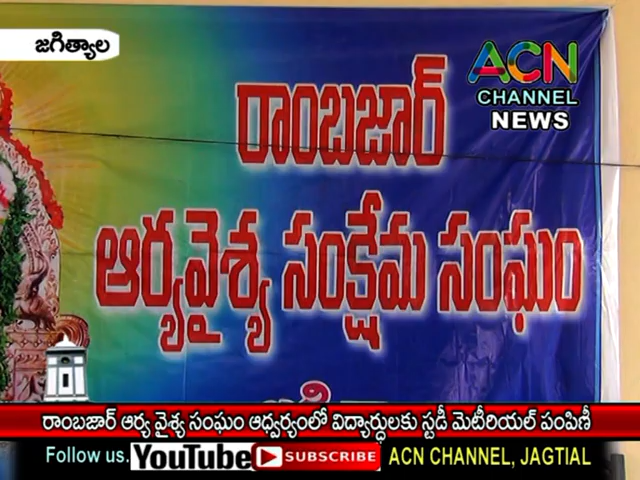 జగిత్యాల
ACN
CHANNEL
NEWS
రాంబజార్
ఆర్యవైశ్య సంక్షేమ సంఘం
రాంబజార్ ఆర్య వైశ్య సంఘం ఆధ్వర్యంలో విద్యార్ధులకు స్టడీ మెటీరియల్ పంపిణీ
Follow us. YouTube SUBSCRIBE ACN CHANNEL, JAGTIAL